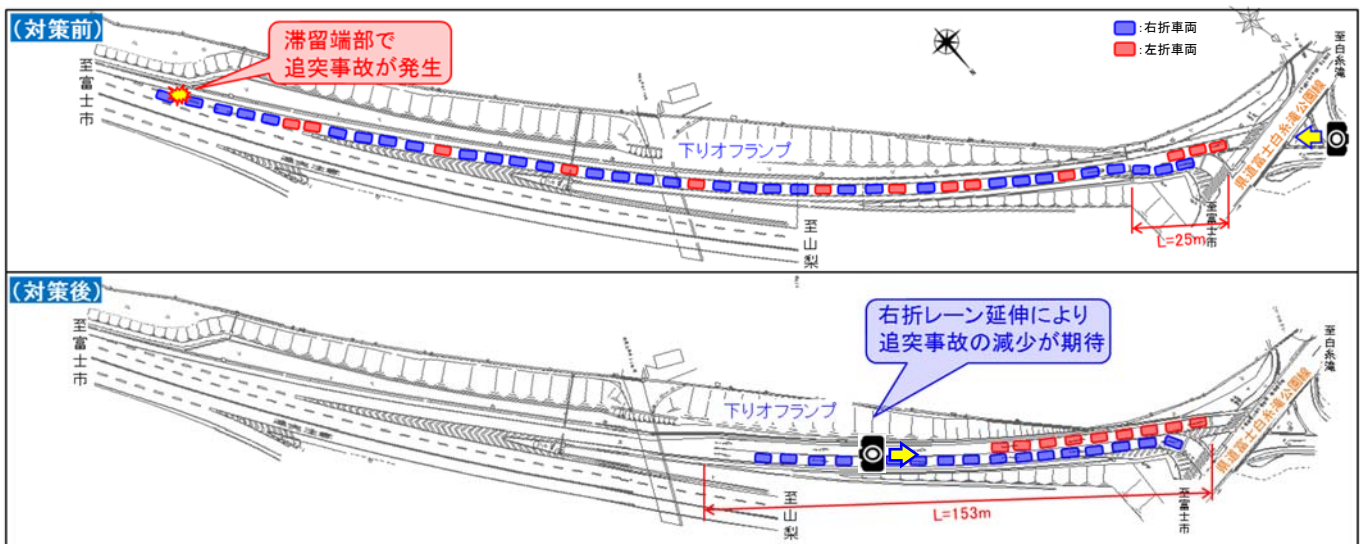 (対策前)
滞留端部で
追突事故が発生
:右折車両
:左折車両
至富士市
下りオフランプ
至山梨
至白糸滝
県道富士白糸滝公園線
至富士市
L=25m
(対策後)
右折レーン延伸により
追突事故の減少が期待
至富士市
下りオフランプ
至山梨
至白糸滝
県道富士白糸滝公園線
至富士市
L=153m